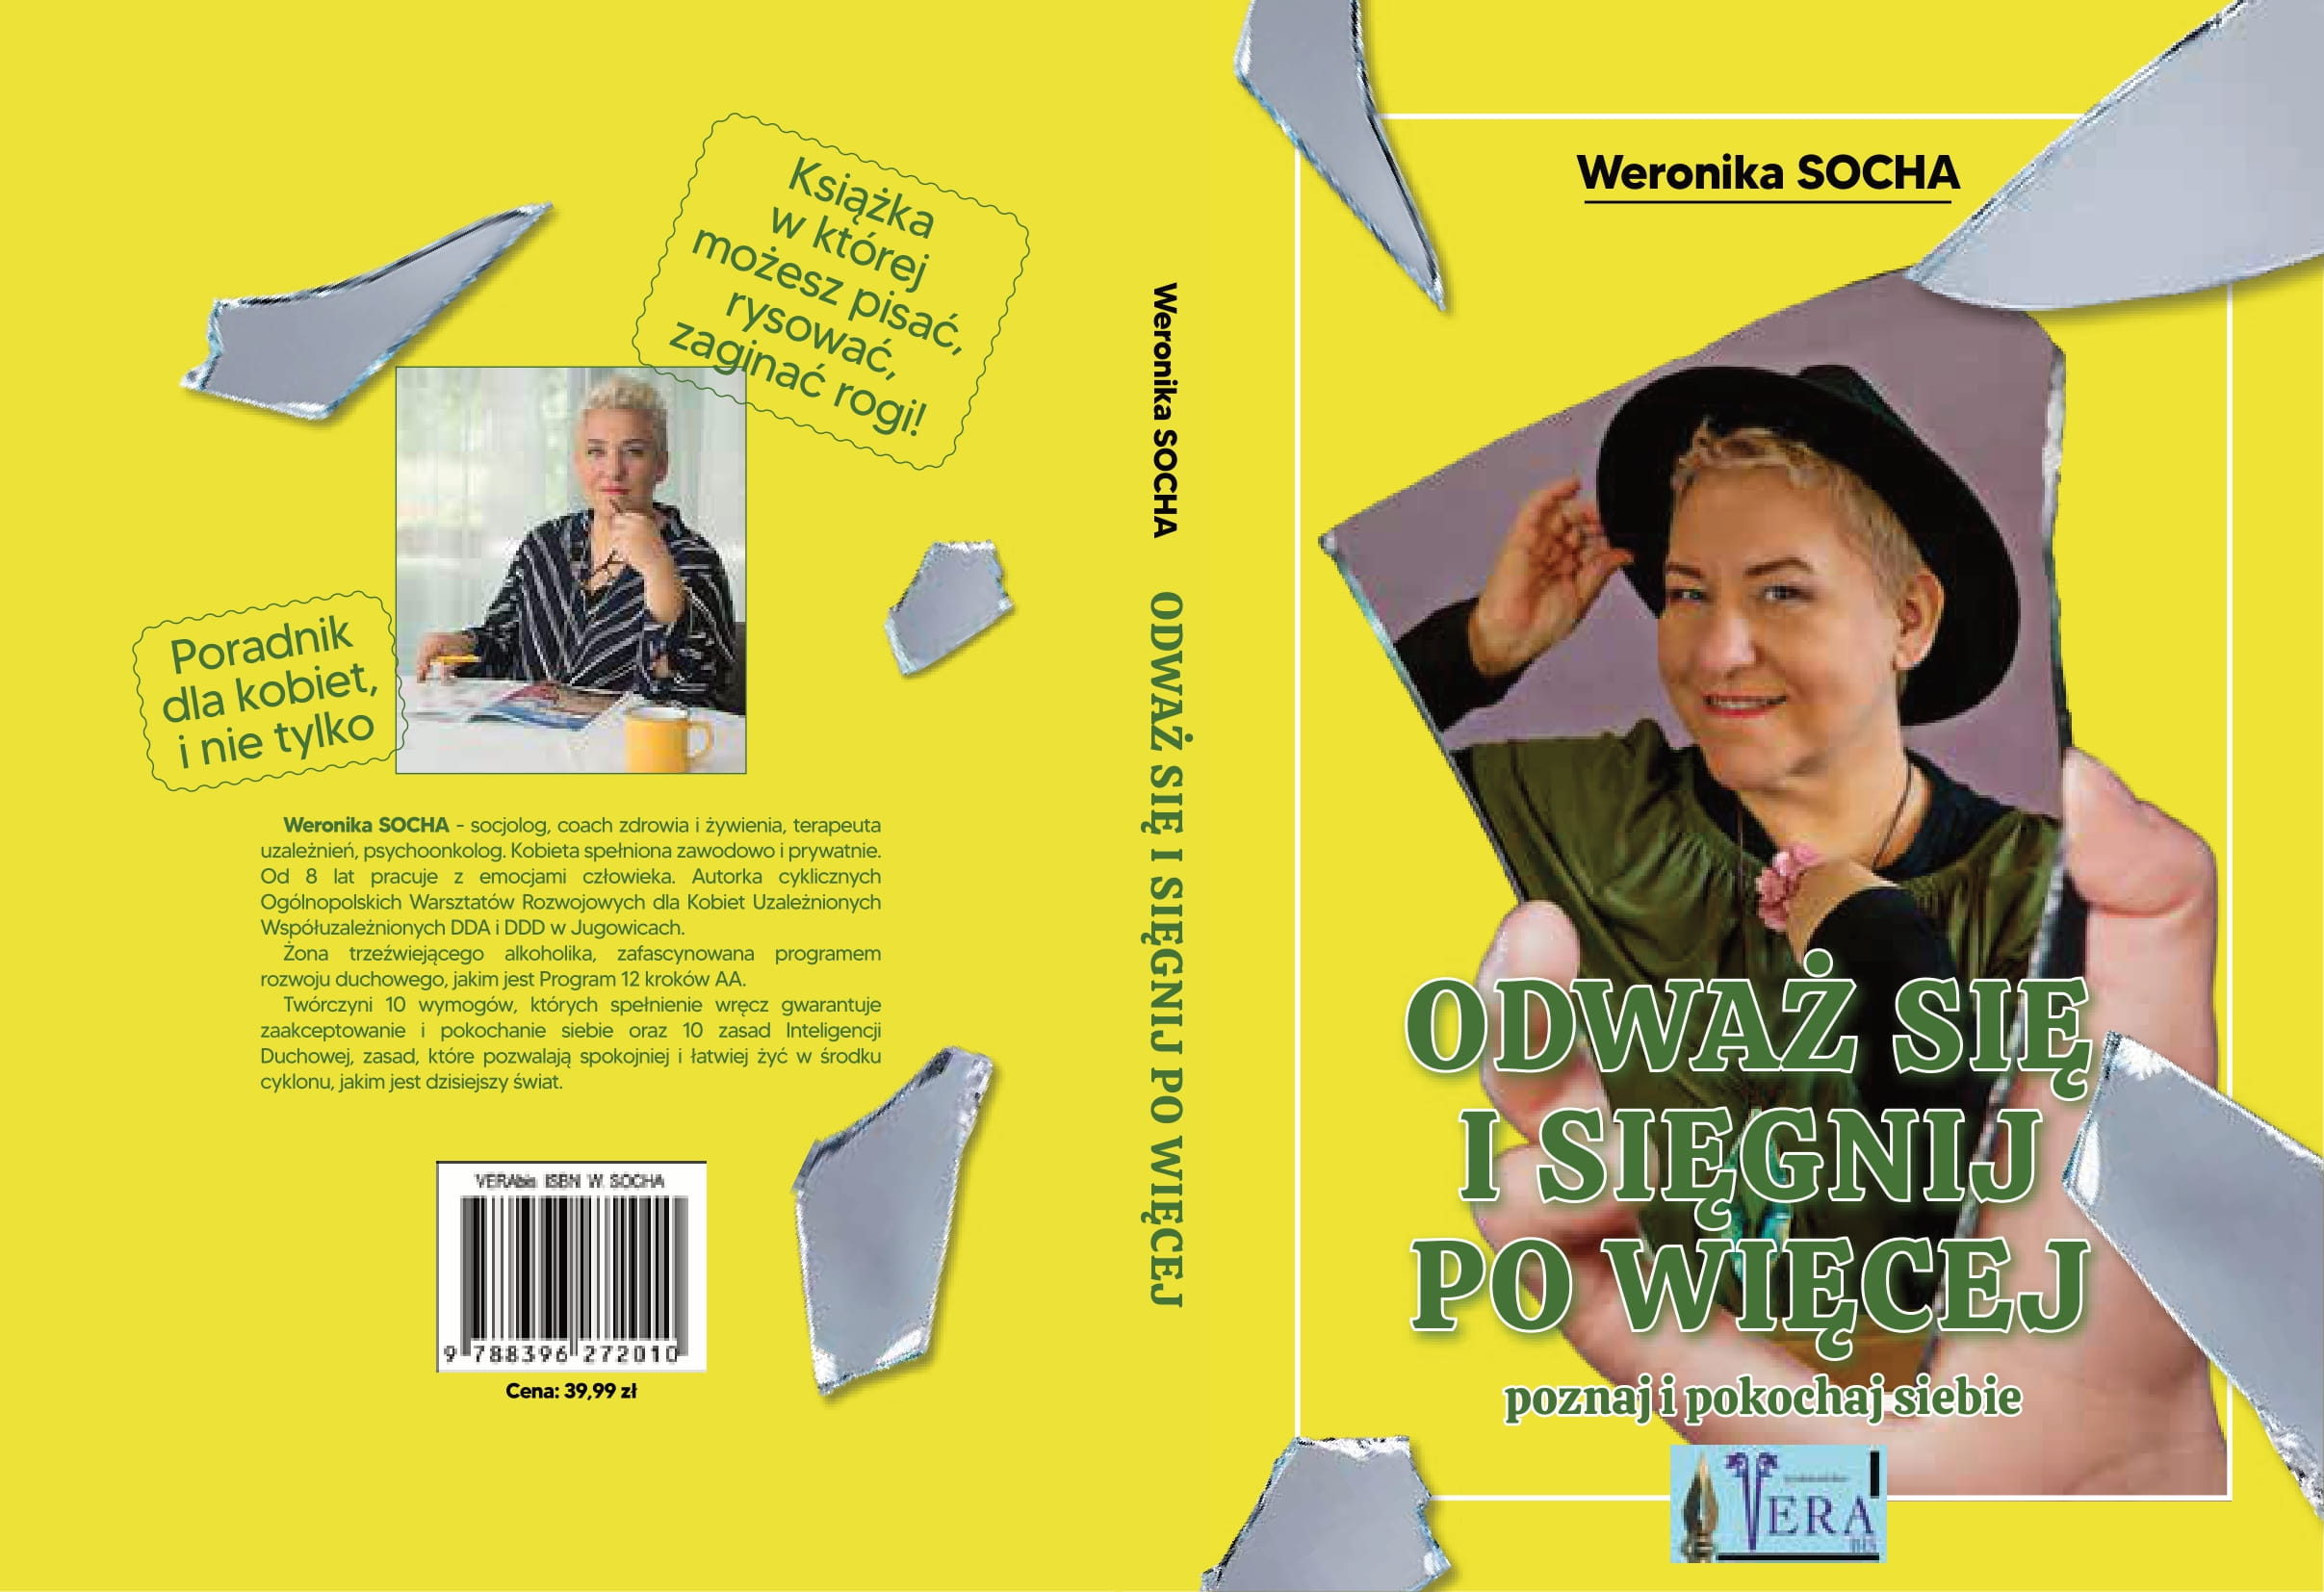 Książka
w której
możesz pisać,
rysować,
zaginać rogi!
Poradnik
dla kobiet,
i nie tylko
Weronika SOCHA - socjolog, coach zdrowia i żywienia, terapeuta
uzależnień, psychoonkolog. Kobieta spełniona zawodowo i prywatnie.
Od 8 lat pracuje z emocjami człowieka. Autorka cyklicznych
Ogólnopolskich Warsztatów Rozwojowych dla Kobiet Uzależnionych
Współuzależnionych DDA i DDD w Jugowicach.
Żona trzeźwiejącego alkoholika, zafascynowana programem
rozwoju duchowego, jakim jest Program 12 kroków AA.
Twórczyni 10 wymogów, których spełnienie wręcz gwarantuje
zaakceptowanie i pokochanie siebie oraz 10 zasad Inteligencji
Duchowej, zasad, które pozwalają spokojniej i łatwiej żyć w środku
cyklonu, jakim jest dzisiejszy świat.
VERAbis ISBN W. SOCHA
9 788396 272010
Cena: 39,99 zł
Weronika SOCHA ODWAŻ SIĘ I SIĘGNIJ PO WIĘCEJ
Weronika SOCHA
ODWAŻ SIĘ
I SIĘGNIJ
PO WIĘCEJ
poznaj i pokochaj siebie
VERA